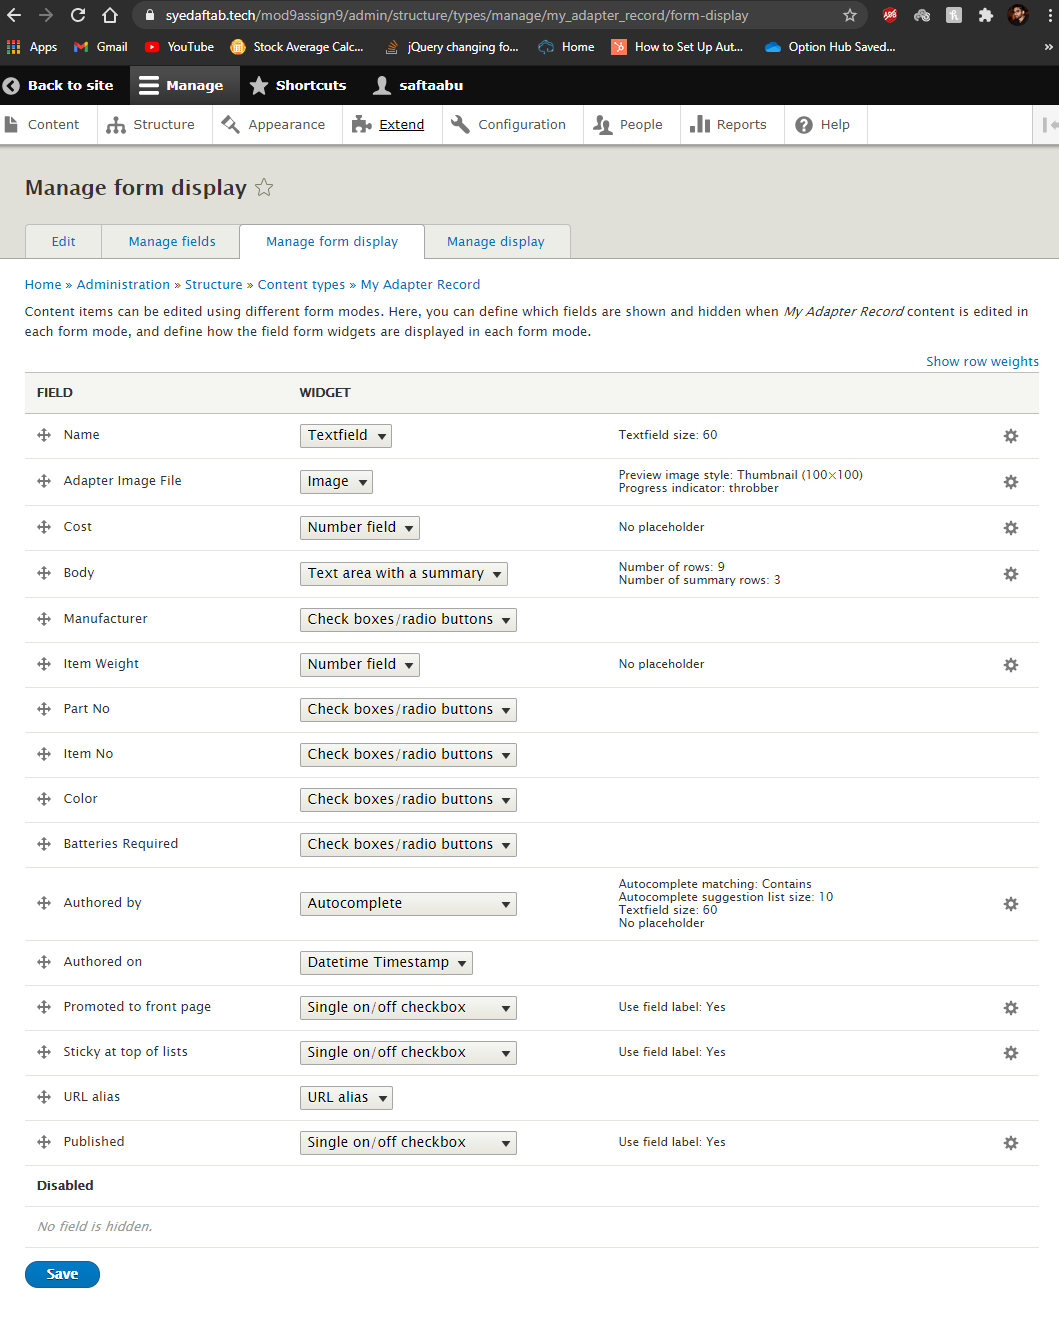 syedaftab.tech/mod9assign9/admin/structure/types/manage/my_adapter_record/form-display
Apps Gmail YouTube Stock Average Calc... jQuery changing fo... Home How to Set Up Aut... Option Hub Saved... »
Back to site Manage Shortcuts saftaabu
Content Structure Appearance Extend Configuration People Reports Help
Manage form display
Edit Manage fields Manage form display Manage display
Home » Administration » Structure » Content types » My Adapter Record
Content items can be edited using different form modes. Here, you can define which fields are shown and hidden when My Adapter Record content is edited in
each form mode, and define how the field form widgets are displayed in each form mode.
Show row weights
FIELD WIDGET
Name Textfield Textfield size: 60
Adapter Image File Image Preview image style: Thumbnail (100×100)
Progress indicator: throbber
Cost Number field No placeholder
Body Text area with a summary Number of rows: 9
Number of summary rows: 3
Manufacturer Check boxes/radio buttons
Item Weight Number field No placeholder
Part No Check boxes/radio buttons
Item No Check boxes/radio buttons
Color Check boxes/radio buttons
Batteries Required Check boxes/radio buttons
Authored by Autocomplete Autocomplete matching: Contains
Autocomplete suggestion list size: 10
Textfield size: 60
No placeholder
Authored on Datetime Timestamp
Promoted to front page Single on/off checkbox Use field label: Yes
Sticky at top of lists Single on/off checkbox Use field label: Yes
URL alias URL alias
Published Single on/off checkbox Use field label: Yes
Disabled
No field is hidden.
Save